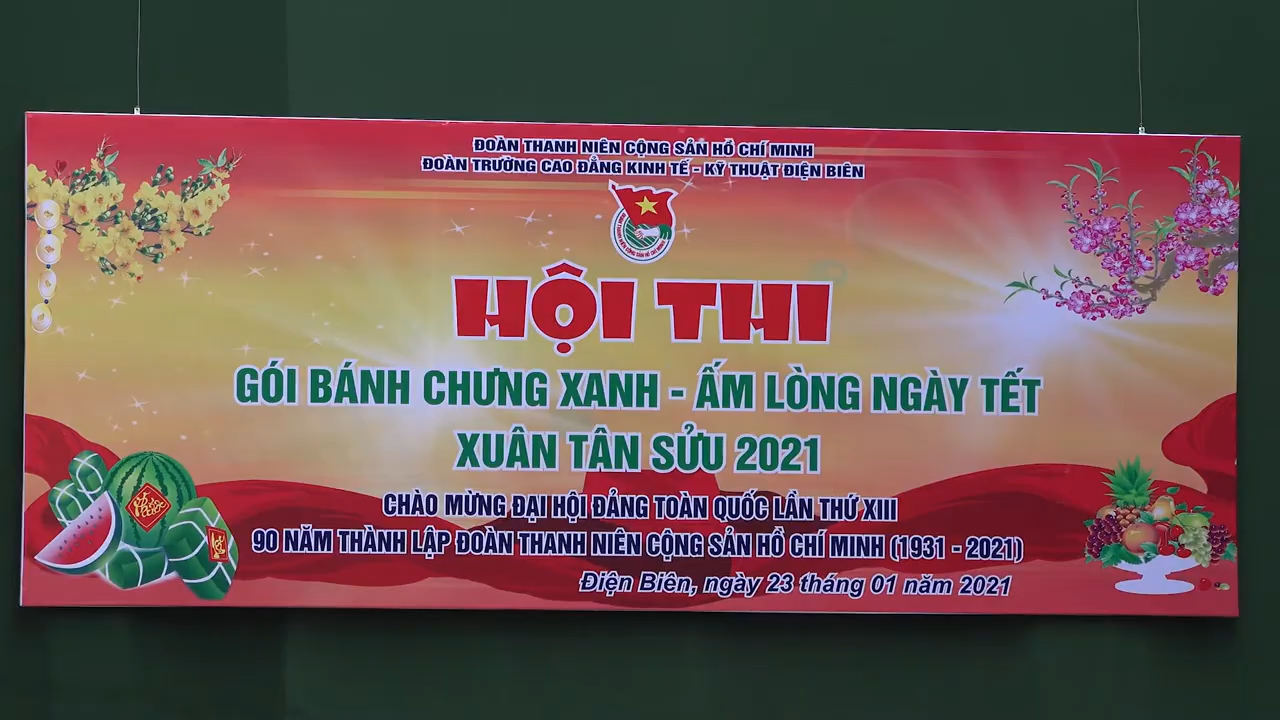 ĐOÀN THANH NIÊN CỘNG SẢN HỒ CHÍ MINH
ĐOÀN TRƯỜNG CAO ĐẲNG KINH TẾ - KỸ THUẬT ĐIỆN BIÊN
HỘI THI
GÓI BÁNH CHƯNG XANH - ẤM LÒNG NGÀY TẾT
XUÂN TÂN SỬU 2021
CHÀO MỪNG ĐẠI HỘI ĐẢNG TOÀN QUỐC LẦN THỨ XIII
90 NĂM THÀNH LẬP ĐOÀN THANH NIÊN CỘNG SẢN HỒ CHÍ MINH (1931 - 2021)
Điện Biên, ngày 23 tháng 01 năm 2021